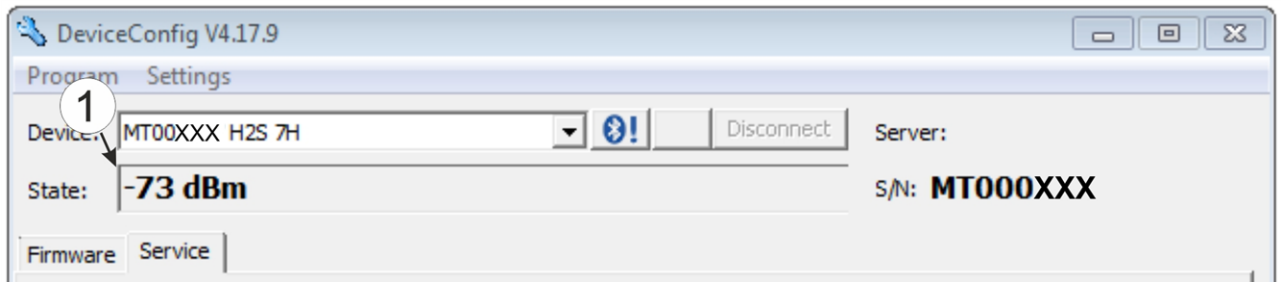 DeviceConfig V4.17.9
Program Settings
1
Device: MT00XXX H2S 7H Disconnect Server:
State: -73 dBm S/N: MT000XXX
Firmware Service